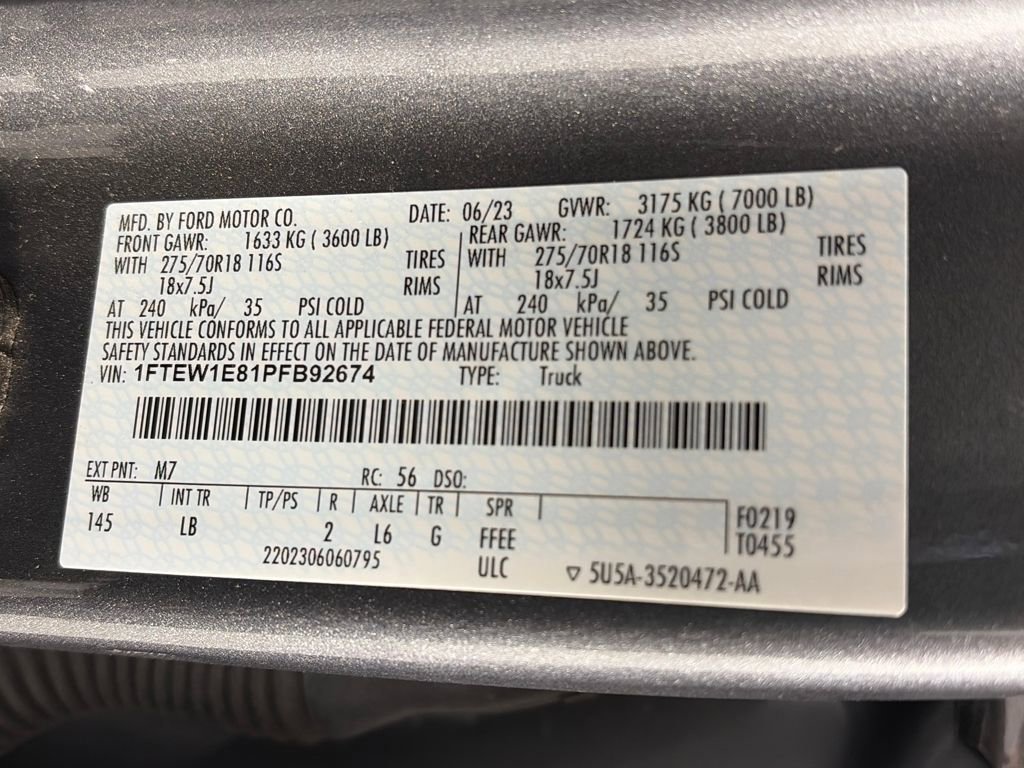 MFD. BY FORD MOTOR CO. DATE: 06/23 GVWR: 3175 KG ( 7000 LB)
FRONT GAWR: 1633 KG ( 3600 LB) REAR GAWR: 1724 KG ( 3800 LB)
WITH 275/70R18 116S TIRES WITH 275/70R18 116S TIRES
18x7.5J RIMS 18x7.5J RIMS
AT 240 kPa/ 35 PSI COLD AT 240 kPa/ 35 PSI COLD
THIS VEHICLE CONFORMS TO ALL APPLICABLE FEDERAL MOTOR VEHICLE
SAFETY STANDARDS IN EFFECT ON THE DATE OF MANUFACTURE SHOWN ABOVE.
VIN: 1FTEW1E81PFB92674 TYPE: Truck
EXT PNT: M7 RC: 56 DSO:
WB INT TR TP/PS R AXLE TR SPR
145 LB 2 L6 G FFEE F0219
T0455
2202306060795 ULC 5U5A-3520472-AA